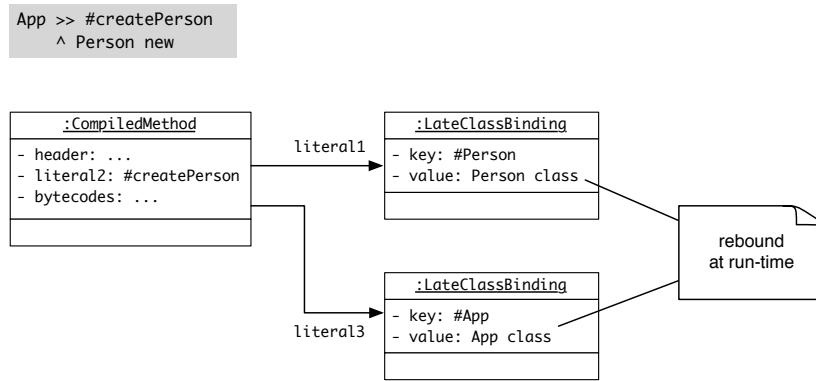 App >> #createPerson
^ Person new
:CompiledMethod
- header: ...
- literal2: #createPerson
- bytecodes: ...
literal1
literal3
:LateClassBinding
- key: #Person
- value: Person class
:LateClassBinding
- key: #App
- value: App class
rebound
at run-time